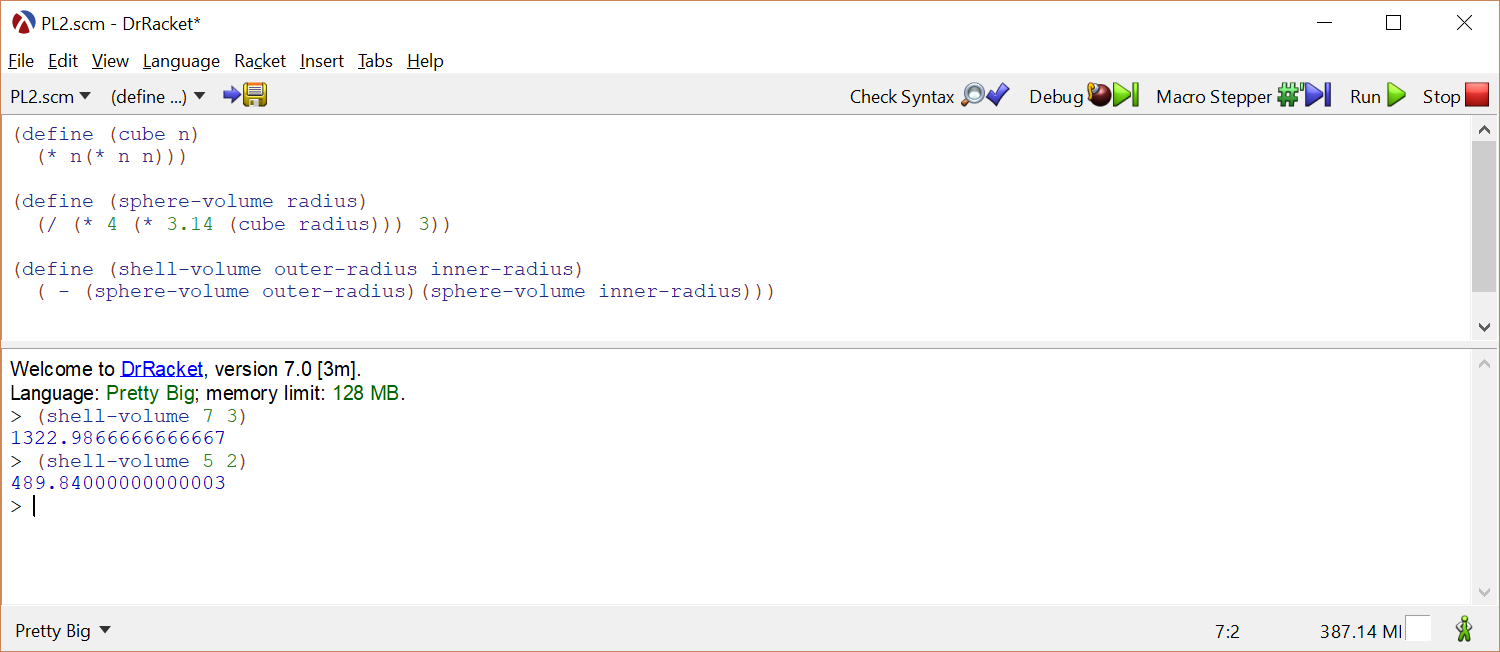 PL2.scm - DrRacket*
File Edit View Language Racket Insert Tabs Help
PL2.scm (define ...) Check Syntax Debug Macro Stepper #' Run Stop
(define (cube n)
  (* n(* n n)))
(define (sphere-volume radius)
  (/ (* 4 (* 3.14 (cube radius))) 3))
(define (shell-volume outer-radius inner-radius)
  ( - (sphere-volume outer-radius)(sphere-volume inner-radius)))
Welcome to DrRacket, version 7.0 [3m].
Language: Pretty Big; memory limit: 128 MB.
> (shell-volume 7 3)
1322.9866666666667
> (shell-volume 5 2)
489.84000000000003
>
Pretty Big 7:2 387.14 MI